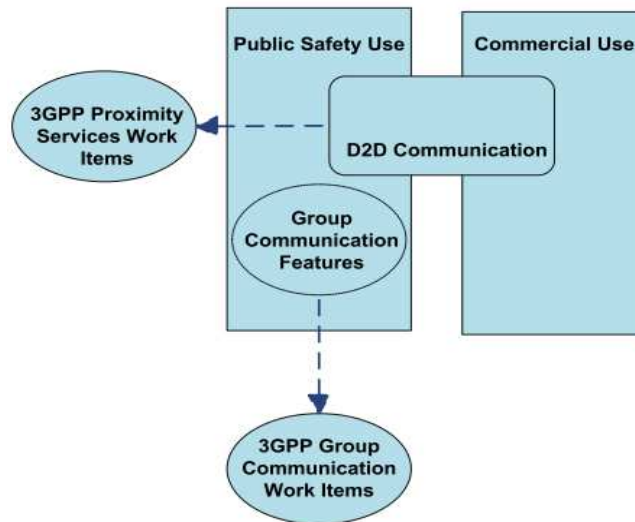 Public Safety Use
Commercial Use
3GPP Proximity
Services Work
Items
D2D Communication
Group
Communication
Features
3GPP Group
Communication
Work Items